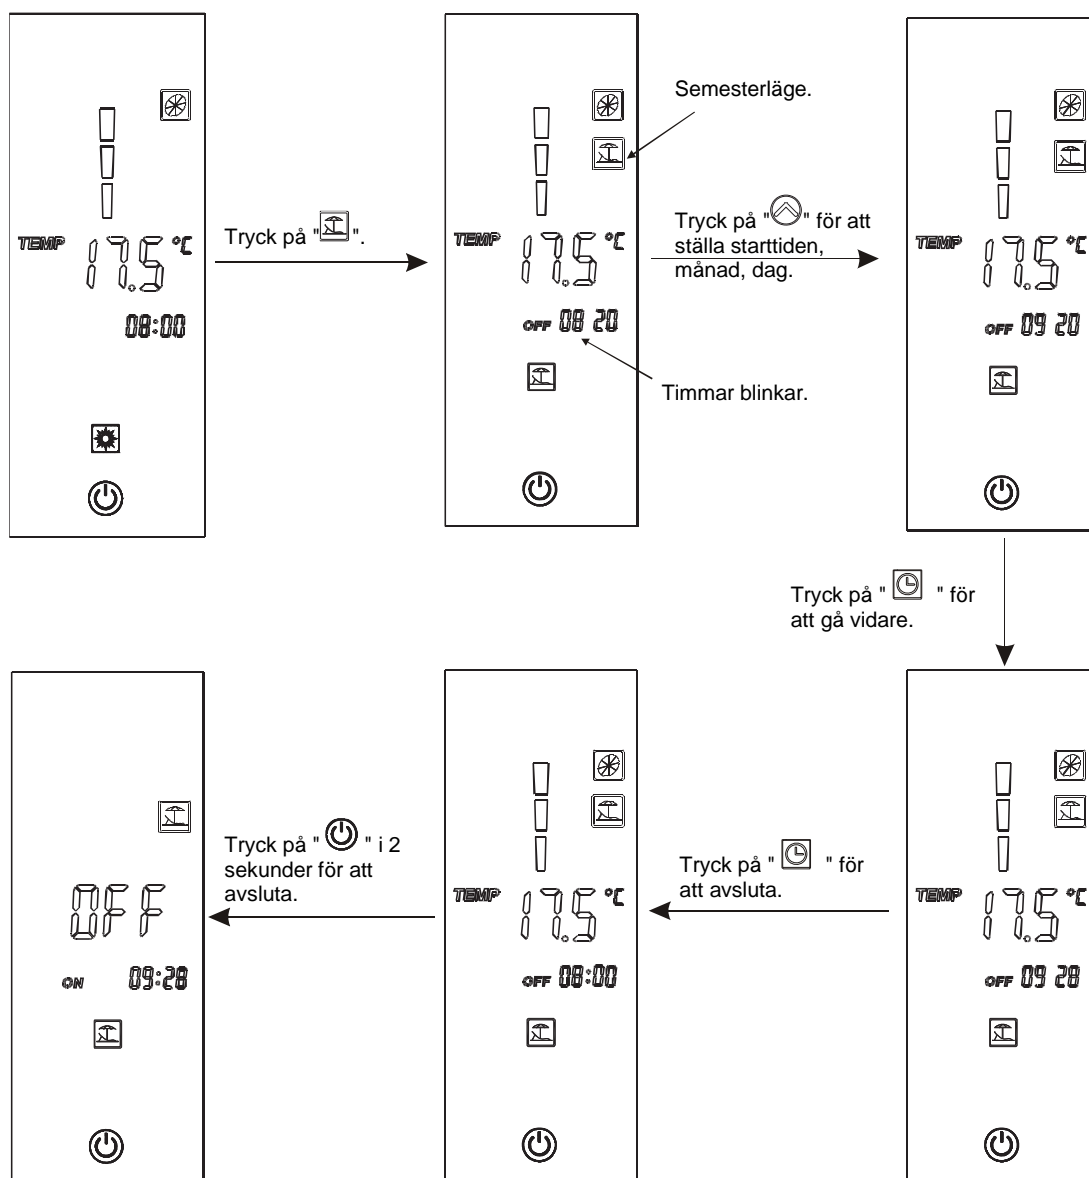 TEMP 17.5 °C
08:00
Tryck på " ".
Semesterläge.
TEMP 17.5 °C
OFF 08 20
Timmar blinkar.
Tryck på " " för att
ställa starttiden,
månad, dag.
TEMP 17.5 °C
OFF 09 20
Tryck på " " för
att gå vidare.
TEMP 17.5 °C
OFF 09 28
Tryck på " " för
att avsluta.
TEMP 17.5 °C
OFF 08:00
Tryck på " " i 2
sekunder för att
avsluta.
OFF
ON 09:28